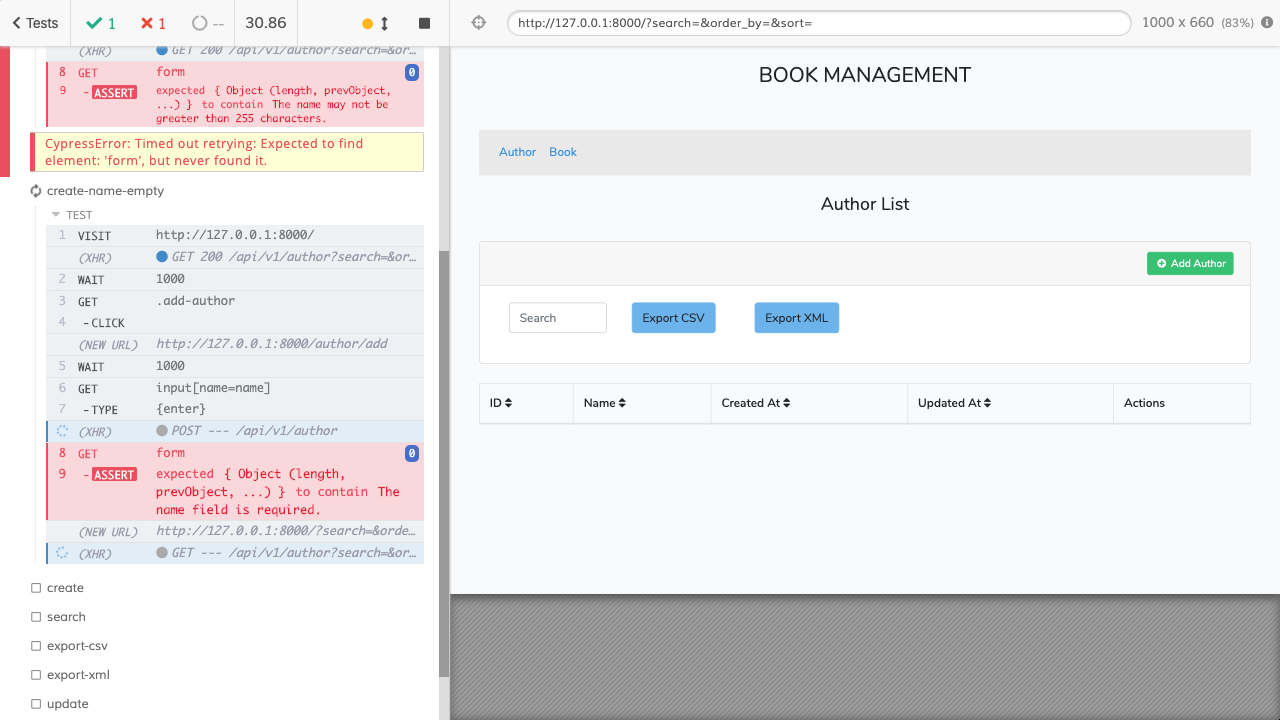 Tests
1
1
--
30.86
http://127.0.0.1:8000/?search=&order_by=&sort=
1000 x 660 (83%)
(XHR) GET 200 /api/v1/author?search=&or…
8 GET form 0
9 -ASSERT expected { Object (length, prevObject,
...) } to contain The name may not be
greater than 255 characters.
CypressError: Timed out retrying: Expected to find
element: 'form', but never found it.
create-name-empty
TEST
1 VISIT http://127.0.0.1:8000/
(XHR) GET 200 /api/v1/author?search=&or…
2 WAIT 1000
3 GET .add-author
4 -CLICK
(NEW URL) http://127.0.0.1:8000/author/add
5 WAIT 1000
6 GET input[name=name]
7 -TYPE {enter}
(XHR) POST --- /api/v1/author
8 GET form 0
9 -ASSERT expected { Object (length,
prevObject, ...) } to contain The
name field is required.
(NEW URL) http://127.0.0.1:8000/?search=&orde…
(XHR) GET --- /api/v1/author?search=&or…
create
search
export-csv
export-xml
update
BOOK MANAGEMENT
Author Book
Author List
Add Author
Search Export CSV Export XML
ID Name Created At Updated At Actions